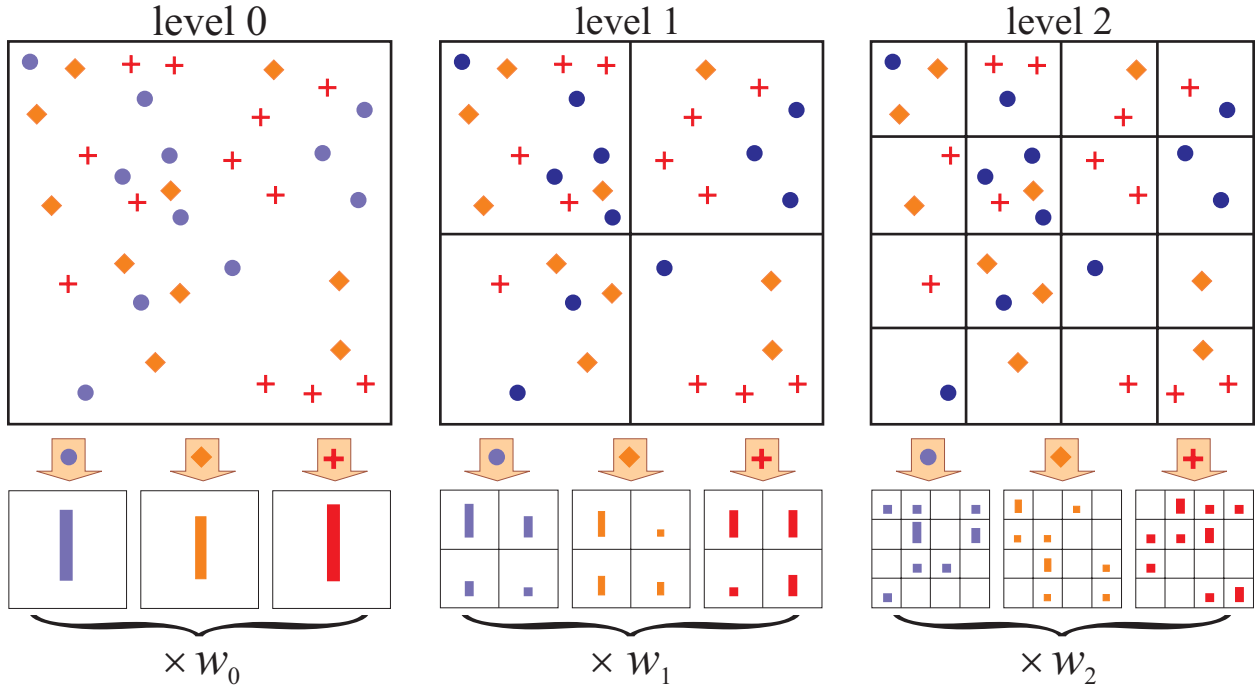 level 0
level 1
level 2
× w₀
× w₁
× w₂